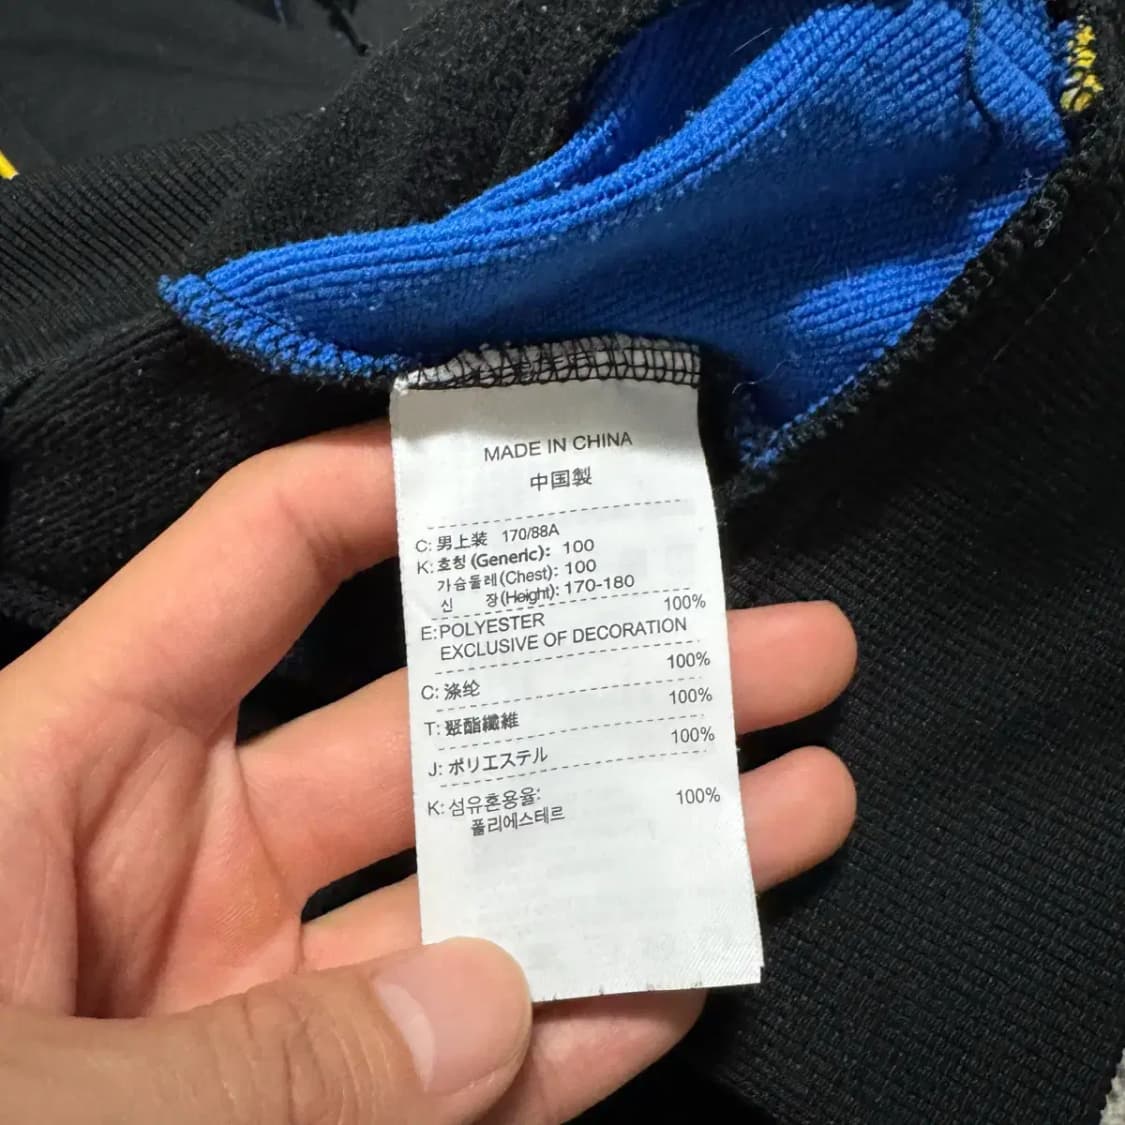 MADE IN CHINA
中国製
C: 男上装 170/88A
K: 호칭 (Generic): 100
가슴둘레(Chest): 100
신 장(Height): 170-180
E: POLYESTER 100%
EXCLUSIVE OF DECORATION
C: 涤纶 100%
T: 聚酯纖維 100%
J: ポリエステル 100%
K: 섬유혼용율:
폴리에스테르 100%